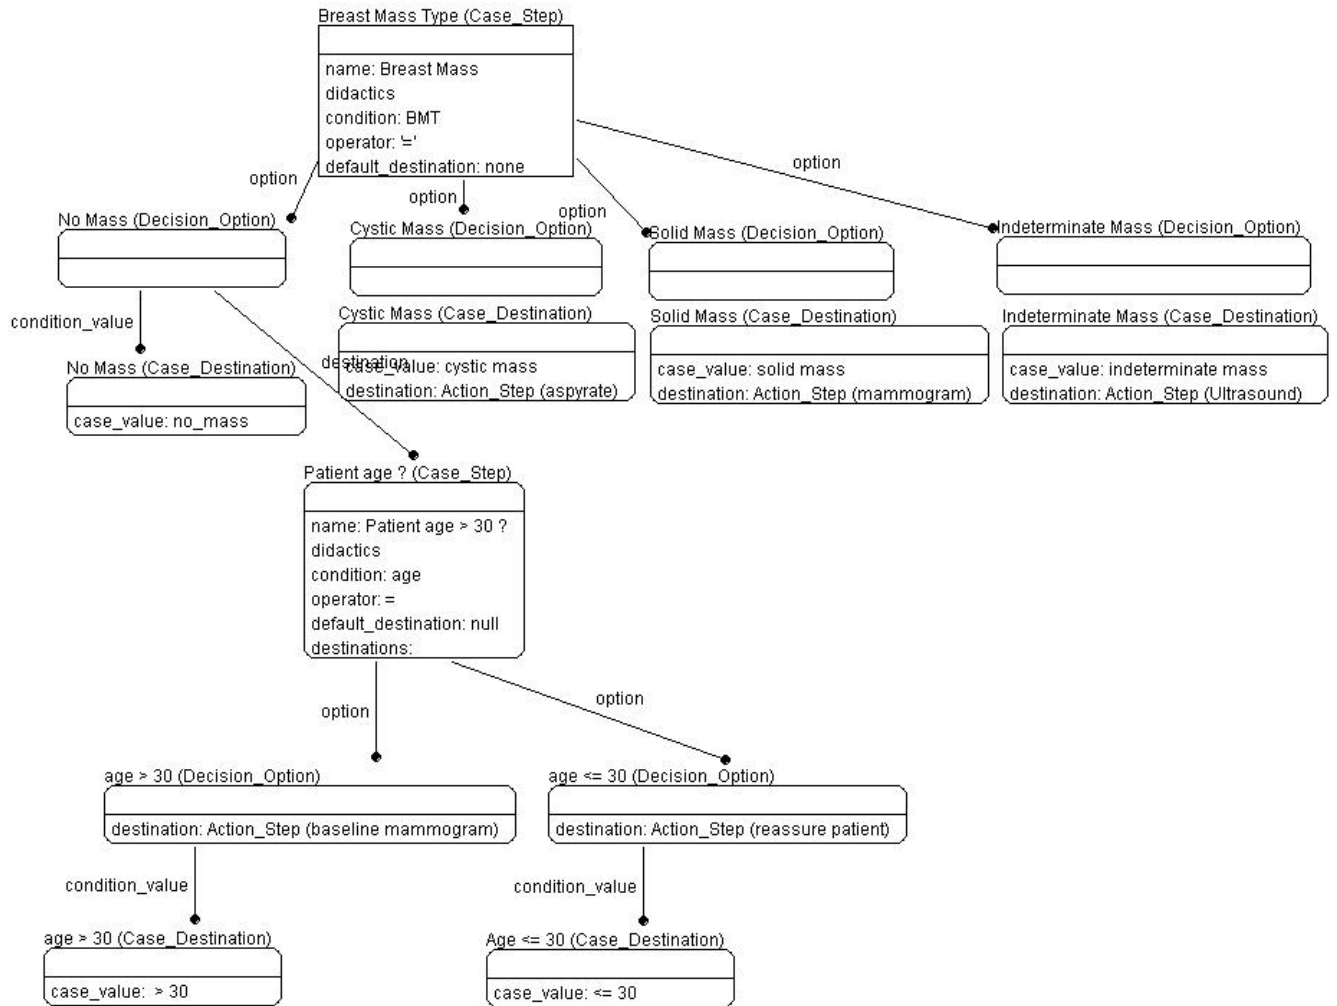 Breast Mass Type (Case_Step)
name: Breast Mass
didactics
condition: BMT
operator: '='
default_destination: none
option
option
option
option
No Mass (Decision_Option)
Cystic Mass (Decision_Option)
Solid Mass (Decision_Option)
Indeterminate Mass (Decision_Option)
condition_value
destination
No Mass (Case_Destination)
case_value: no_mass
Cystic Mass (Case_Destination)
case_value: cystic mass
destination: Action_Step (aspyrate)
Solid Mass (Case_Destination)
case_value: solid mass
destination: Action_Step (mammogram)
Indeterminate Mass (Case_Destination)
case_value: indeterminate mass
destination: Action_Step (Ultrasound)
Patient age ? (Case_Step)
name: Patient age > 30 ?
didactics
condition: age
operator: =
default_destination: null
destinations:
option
option
age > 30 (Decision_Option)
destination: Action_Step (baseline mammogram)
age <= 30 (Decision_Option)
destination: Action_Step (reassure patient)
condition_value
condition_value
age > 30 (Case_Destination)
case_value: > 30
Age <= 30 (Case_Destination)
case_value: <= 30